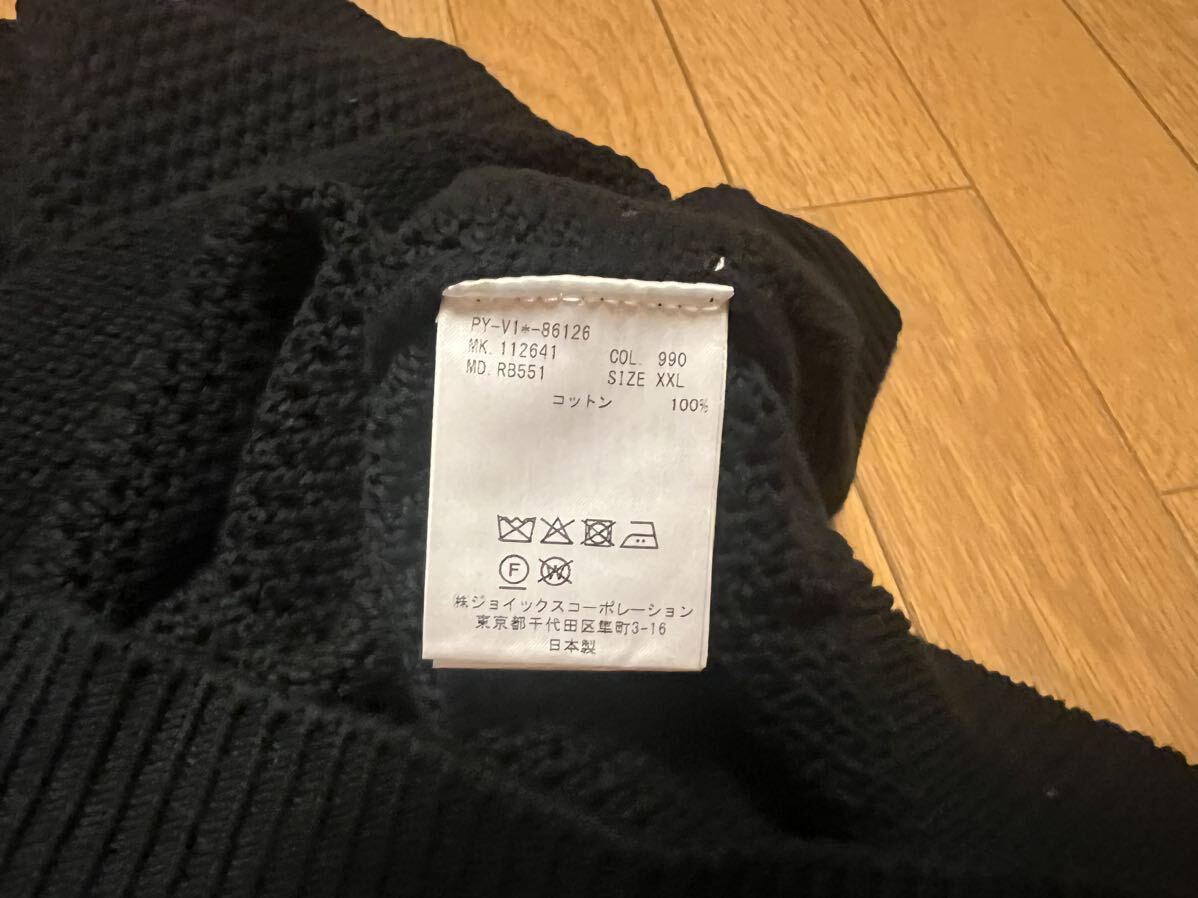 PY-V1*-86126
MK. 112641 COL. 990
MD. RB551 SIZE XXL
コットン 100%
F W
㈱ジョイックスコーポレーション
東京都千代田区隼町3-16
日本製